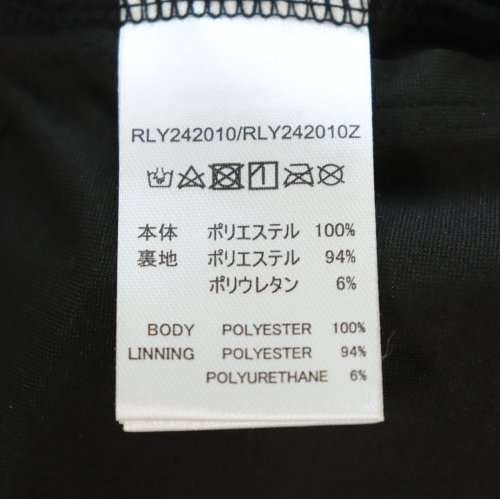 RLY242010/RLY242010Z
本体 ポリエステル 100%
裏地 ポリエステル 94%
ポリウレタン 6%
BODY POLYESTER 100%
LINNING POLYESTER 94%
POLYURETHANE 6%